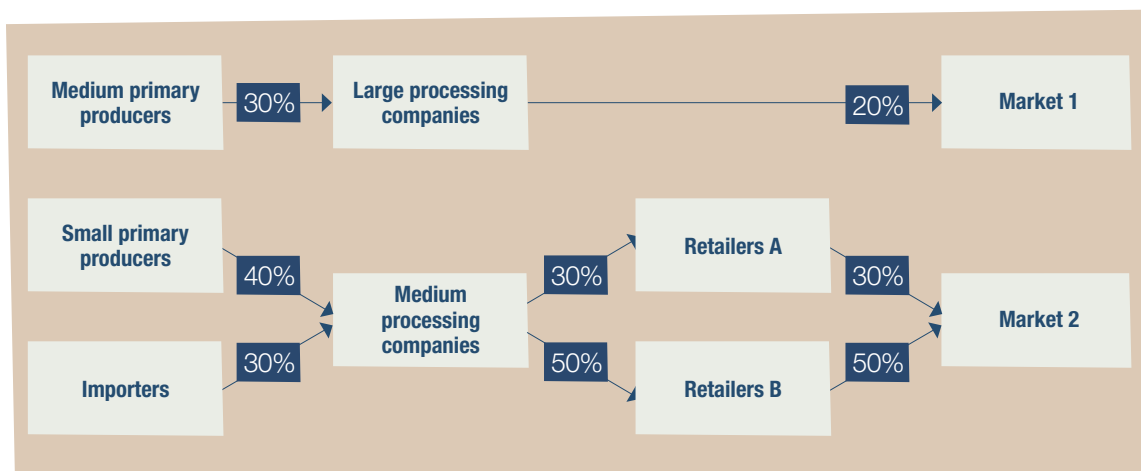 Medium primary
producers
30%
Large processing
companies
20%
Market 1
Small primary
producers
40%
Importers
30%
Medium
processing
companies
30%
50%
Retailers A
Retailers B
30%
50%
Market 2